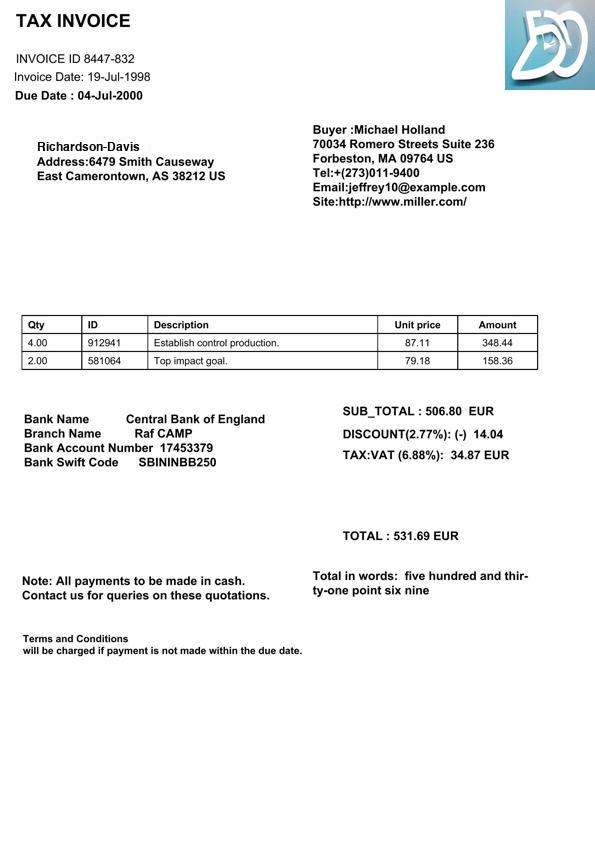 TAX INVOICE
INVOICE ID 8447-832
Invoice Date: 19-Jul-1998
Due Date : 04-Jul-2000
Richardson-Davis
Address:6479 Smith Causeway
East Camerontown, AS 38212 US
Buyer :Michael Holland
70034 Romero Streets Suite 236
Forbeston, MA 09764 US
Tel:+(273)011-9400
Email:jeffrey10@example.com
Site:http://www.miller.com/
Qty ID Description Unit price Amount
4.00 912941 Establish control production. 87.11 348.44
2.00 581064 Top impact goal. 79.18 158.36
Bank Name Central Bank of England
Branch Name Raf CAMP
Bank Account Number 17453379
Bank Swift Code SBININBB250
SUB_TOTAL : 506.80 EUR
DISCOUNT(2.77%): (-) 14.04
TAX:VAT (6.88%): 34.87 EUR
TOTAL : 531.69 EUR
Note: All payments to be made in cash.
Contact us for queries on these quotations.
Total in words: five hundred and thir-
ty-one point six nine
Terms and Conditions
will be charged if payment is not made within the due date.